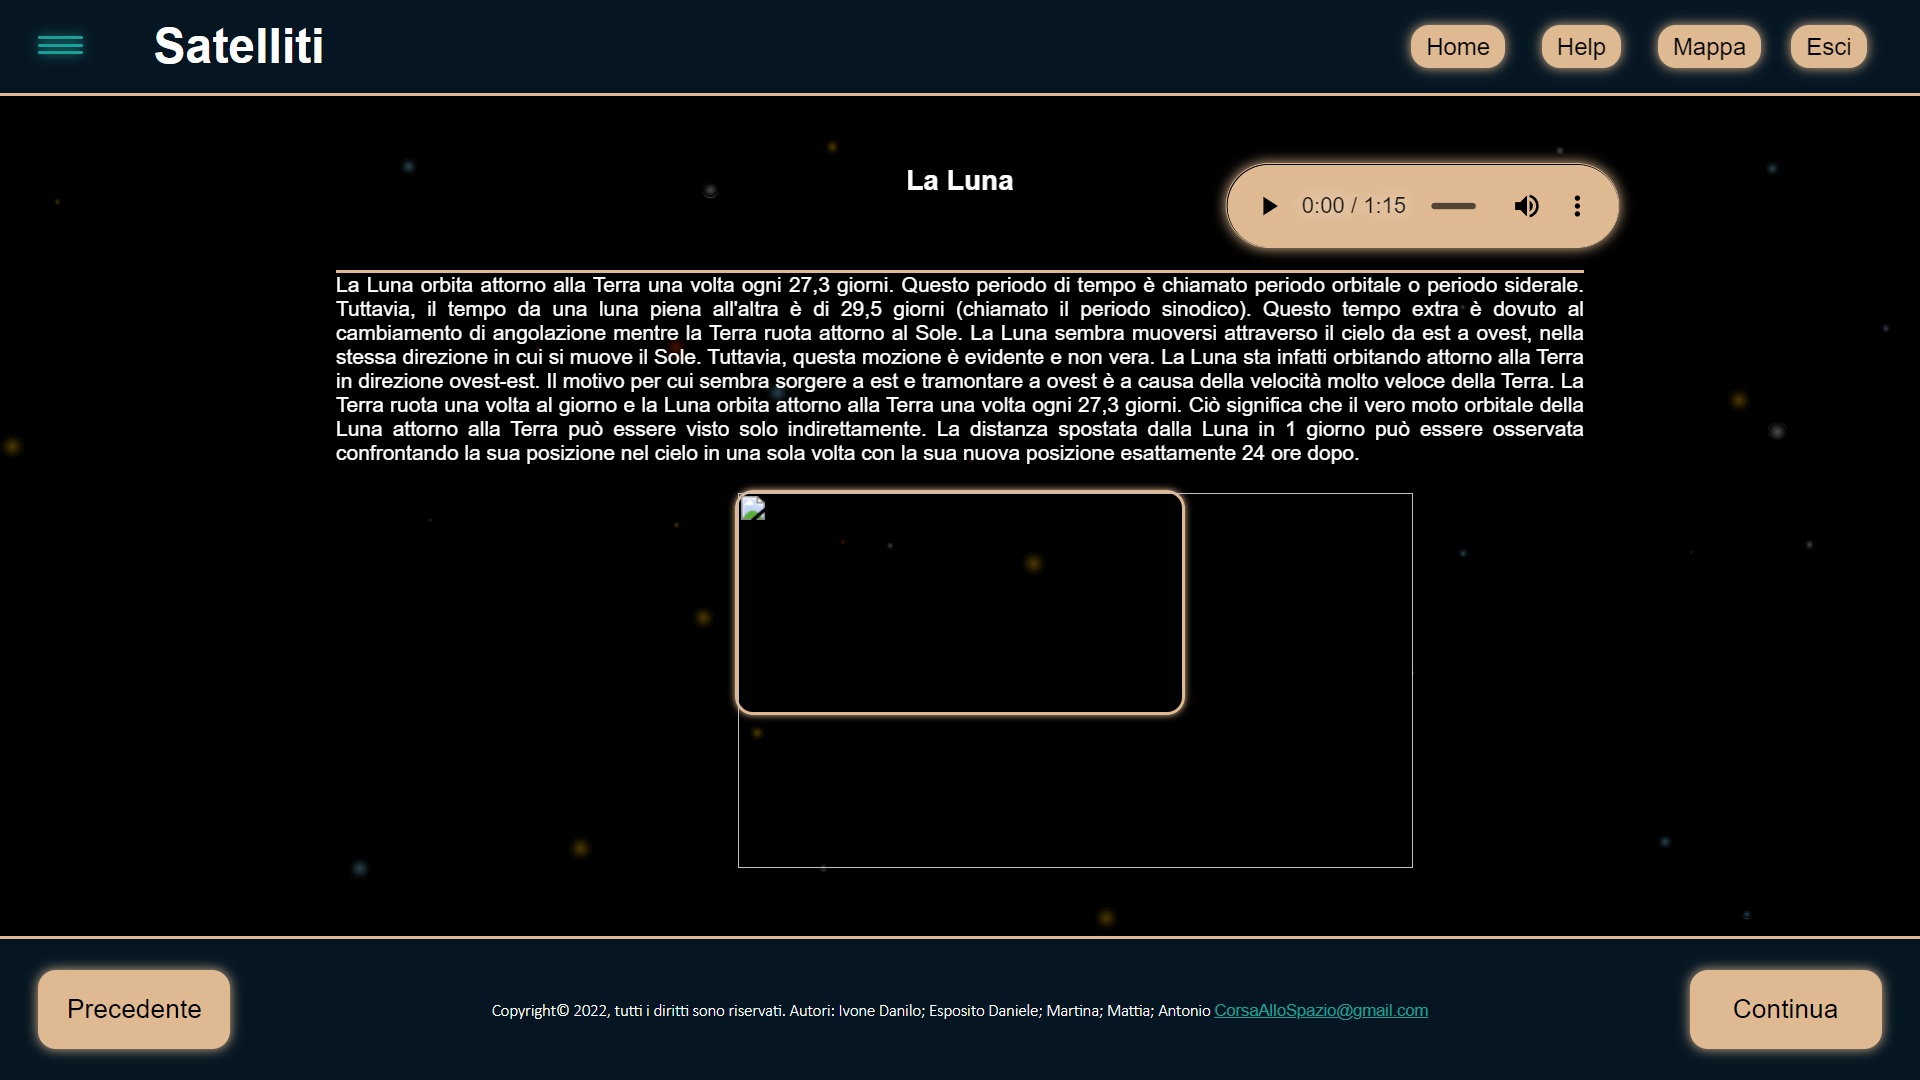 Satelliti
Home Help Mappa Esci
La Luna
0:00 / 1:15
La Luna orbita attorno alla Terra una volta ogni 27,3 giorni. Questo periodo di tempo è chiamato periodo orbitale o periodo siderale.
Tuttavia, il tempo da una luna piena all'altra è di 29,5 giorni (chiamato il periodo sinodico). Questo tempo extra è dovuto al
cambiamento di angolazione mentre la Terra ruota attorno al Sole. La Luna sembra muoversi attraverso il cielo da est a ovest, nella
stessa direzione in cui si muove il Sole. Tuttavia, questa mozione è evidente e non vera. La Luna sta infatti orbitando attorno alla Terra
in direzione ovest-est. Il motivo per cui sembra sorgere a est e tramontare a ovest è a causa della velocità molto veloce della Terra. La
Terra ruota una volta al giorno e la Luna orbita attorno alla Terra una volta ogni 27,3 giorni. Ciò significa che il vero moto orbitale della
Luna attorno alla Terra può essere visto solo indirettamente. La distanza spostata dalla Luna in 1 giorno può essere osservata
confrontando la sua posizione nel cielo in una sola volta con la sua nuova posizione esattamente 24 ore dopo.
Precedente
Copyright© 2022, tutti i diritti sono riservati. Autori: Ivone Danilo; Esposito Daniele; Martina; Mattia; Antonio CorsaAlloSpazio@gmail.com
Continua